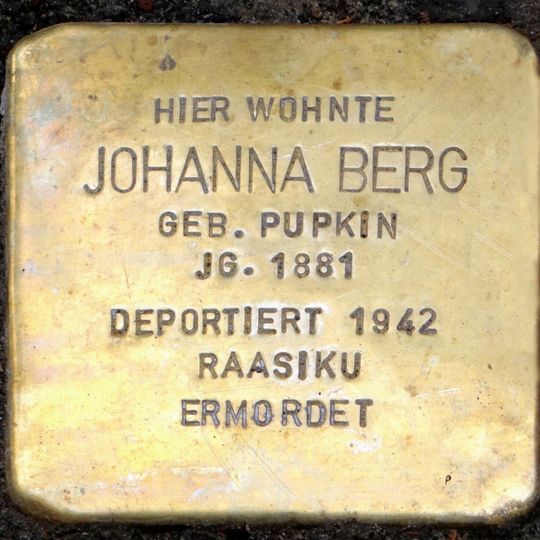 HIER WOHNTE
JOHANNA BERG
GEB. PUPKIN
JG. 1881
DEPORTIERT 1942
RAASIKU
ERMORDET
P